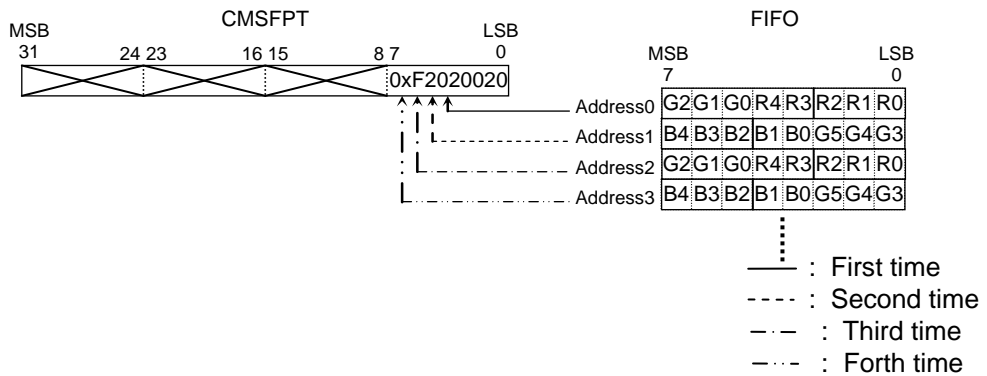 CMSFPT
FIFO
MSB
LSB
31 24 23 16 15 8 7 0
0xF2020020
MSB
LSB
7 0
Address0 G2 G1 G0 R4 R3 R2 R1 R0
Address1 B4 B3 B2 B1 B0 G5 G4 G3
Address2 G2 G1 G0 R4 R3 R2 R1 R0
Address3 B4 B3 B2 B1 B0 G5 G4 G3
: First time
: Second time
: Third time
: Forth time